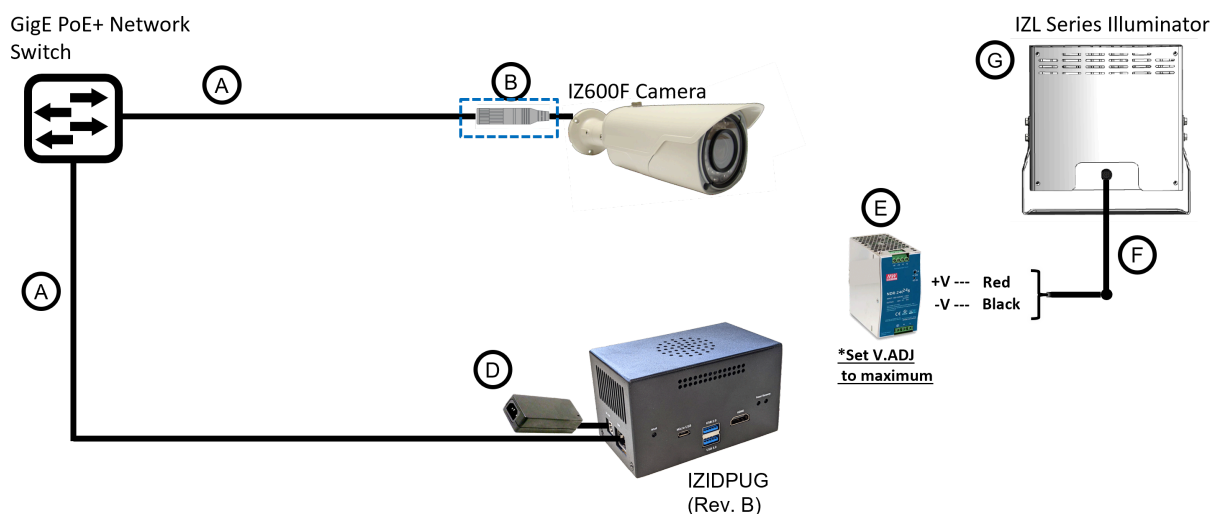 GigE PoE+ Network
Switch
IZL Series Illuminator
G
A
B
IZ600F Camera
E
F
+V --- Red
-V --- Black
A
*Set V.ADJ
to maximum
D
IZIDPUG
(Rev. B)